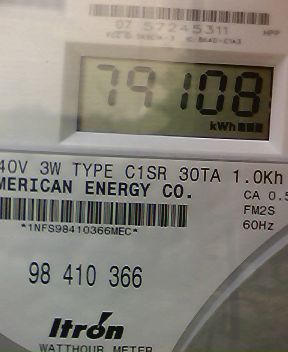 07 57245311
79108
kWh
40V 3W TYPE C1SR 30TA 1.0Kh
MERICAN ENERGY CO.
CA 0.5
FM2S
60Hz
*1NFS98410366MEC*
98 410 366
Itrón
WATTHOUR METER